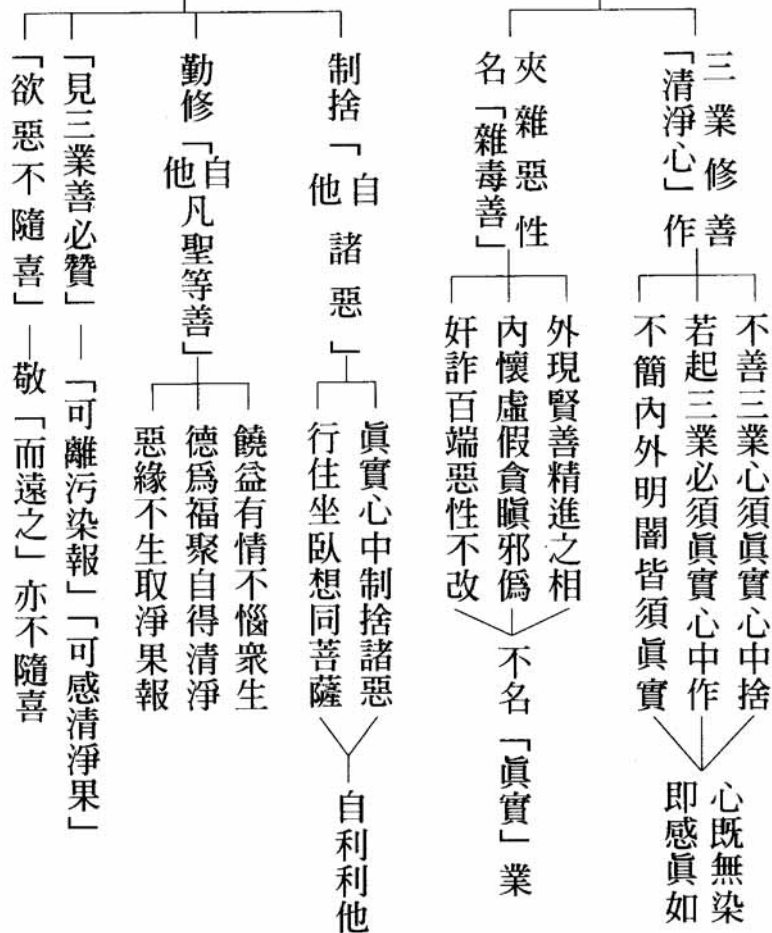 三業修善
「清淨心」作
不善三業心須眞實心中捨
若起三業必須眞實心中作
不簡內外明闇皆須眞實
心既無染
即感眞如
夾雜惡性
名「雜毒善」
外現賢善精進之相
內懷虛假貪瞋邪僞
奸詐百端惡性不改
不名「眞實」業
制捨「自他諸惡」
眞實心中制捨諸惡
行住坐臥想同菩薩
自利利他
勤修「自他凡聖等善」
饒益有情不惱衆生
德爲福聚自得清淨
惡緣不生取淨果報
「見三業善必贊」—「可離污染報」「可感清淨果」
「欲惡不隨喜」—敬「而遠之」亦不隨喜